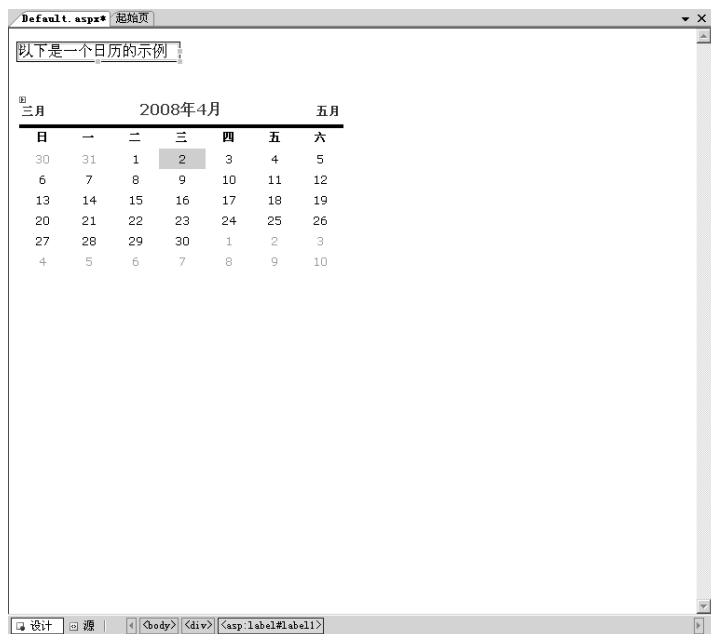 Default.aspx* 起始页
以下是一个日历的示例
三月 2008年4月 五月
日 一 二 三 四 五 六
30 31 1 2 3 4 5
6 7 8 9 10 11 12
13 14 15 16 17 18 19
20 21 22 23 24 25 26
27 28 29 30 1 2 3
4 5 6 7 8 9 10
设计 源 <body> <div> <asp:label#label1>